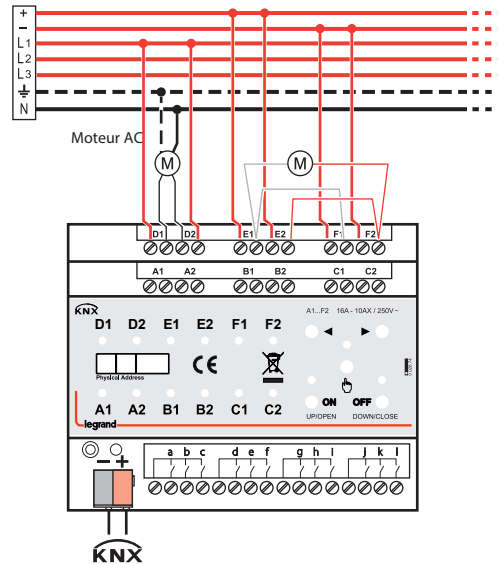 +
−
L1
L2
L3
N
Moteur AC
M
M
D1 D2 E1 E2 F1 F2
A1 A2 B1 B2 C1 C2
KNX
A1...F2 16A - 10AX / 250V~
D1 D2 E1 E2 F1 F2
Physical Address
CE
A1 A2 B1 B2 C1 C2
ON OFF
UP/OPEN DOWN/CLOSE
legrand
a b c d e f g h i j k l
− +
KNX